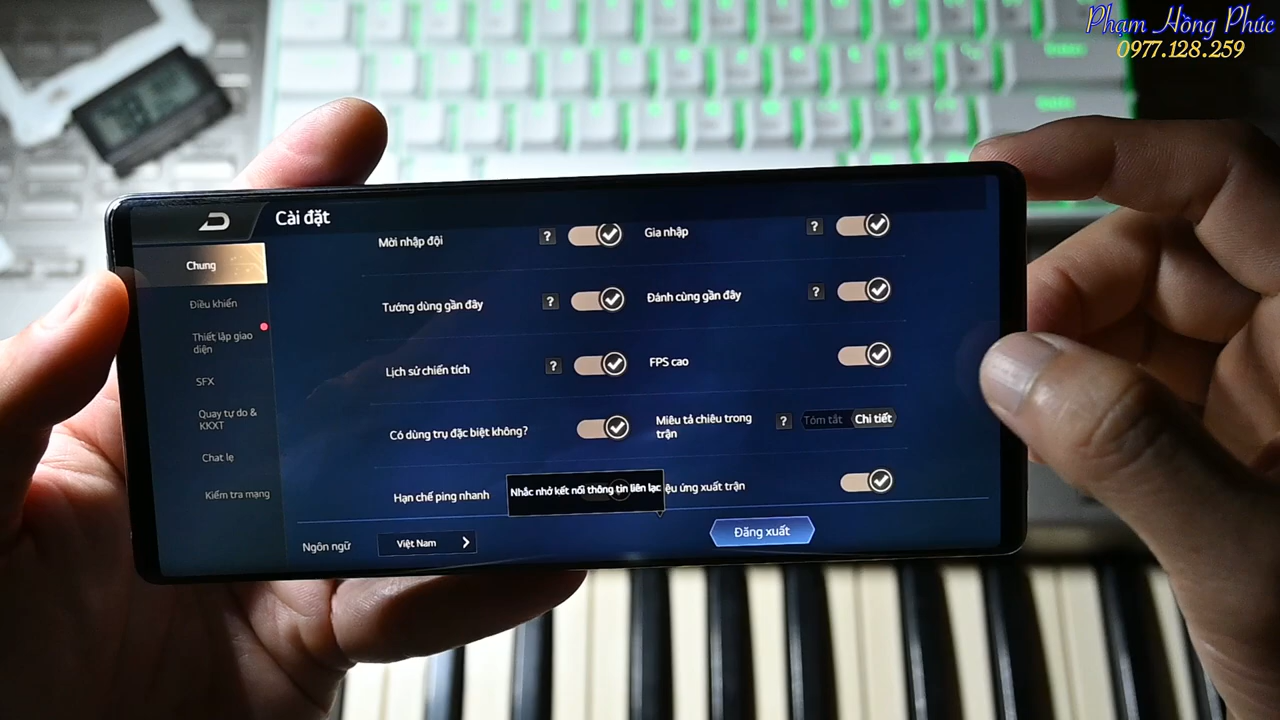 Phạm Hồng Phúc
0977.128.259
Cài đặt
Chung
Điều khiển
Thiết lập giao
diện
SFX
Quay tự do &
KKXT
Chat lẹ
Kiểm tra mạng
Mời nhập đội
?
Gia nhập
?
Tướng dùng gần đây
?
Đánh cùng gần đây
?
Lịch sử chiến tích
?
FPS cao
Có dùng trụ đặc biệt không?
Miêu tả chiêu trong
trận
?
Tóm tắt
Chi tiết
Hạn chế ping nhanh
Nhắc nhở kết nối thông tin liên lạc
ệu ứng xuất trận
Ngôn ngữ
Việt Nam
Đăng xuất